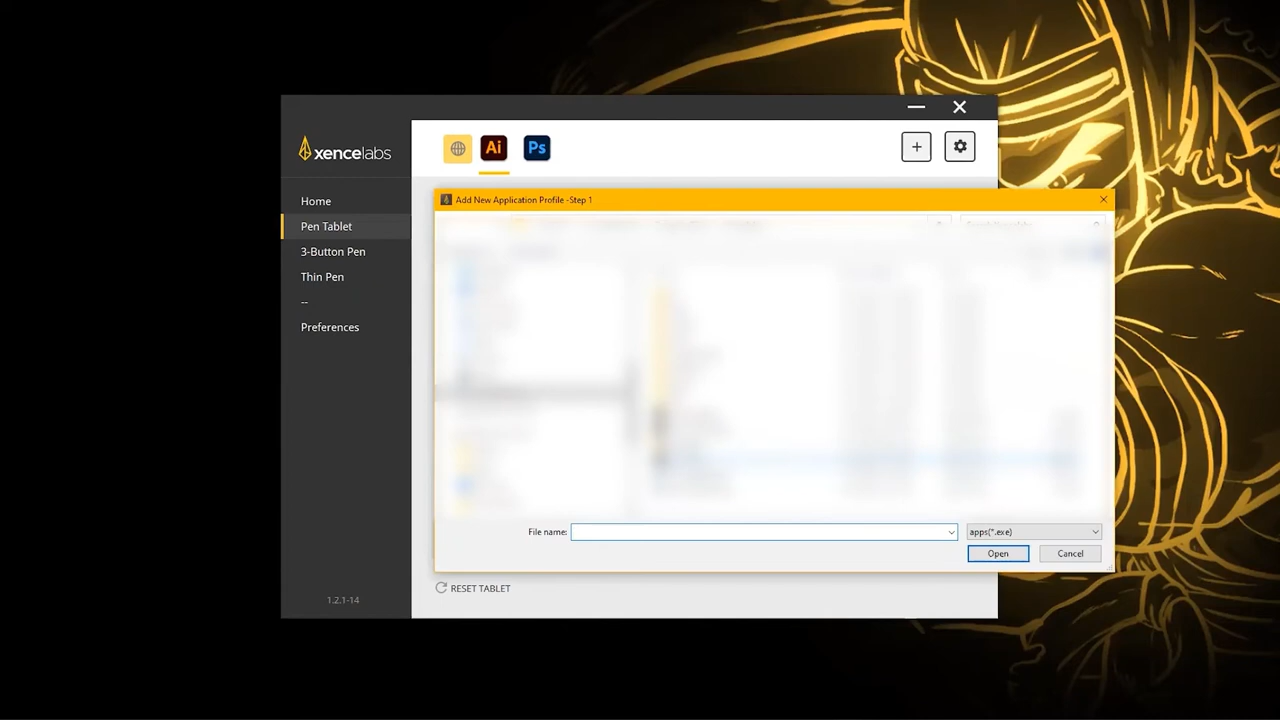 xencelabs
Ai
Ps
+
Home
Pen Tablet
3-Button Pen
Thin Pen
--
Preferences
1.2.1-14
Add New Application Profile -Step 1
File name:
apps(*.exe)
Open
Cancel
RESET TABLET